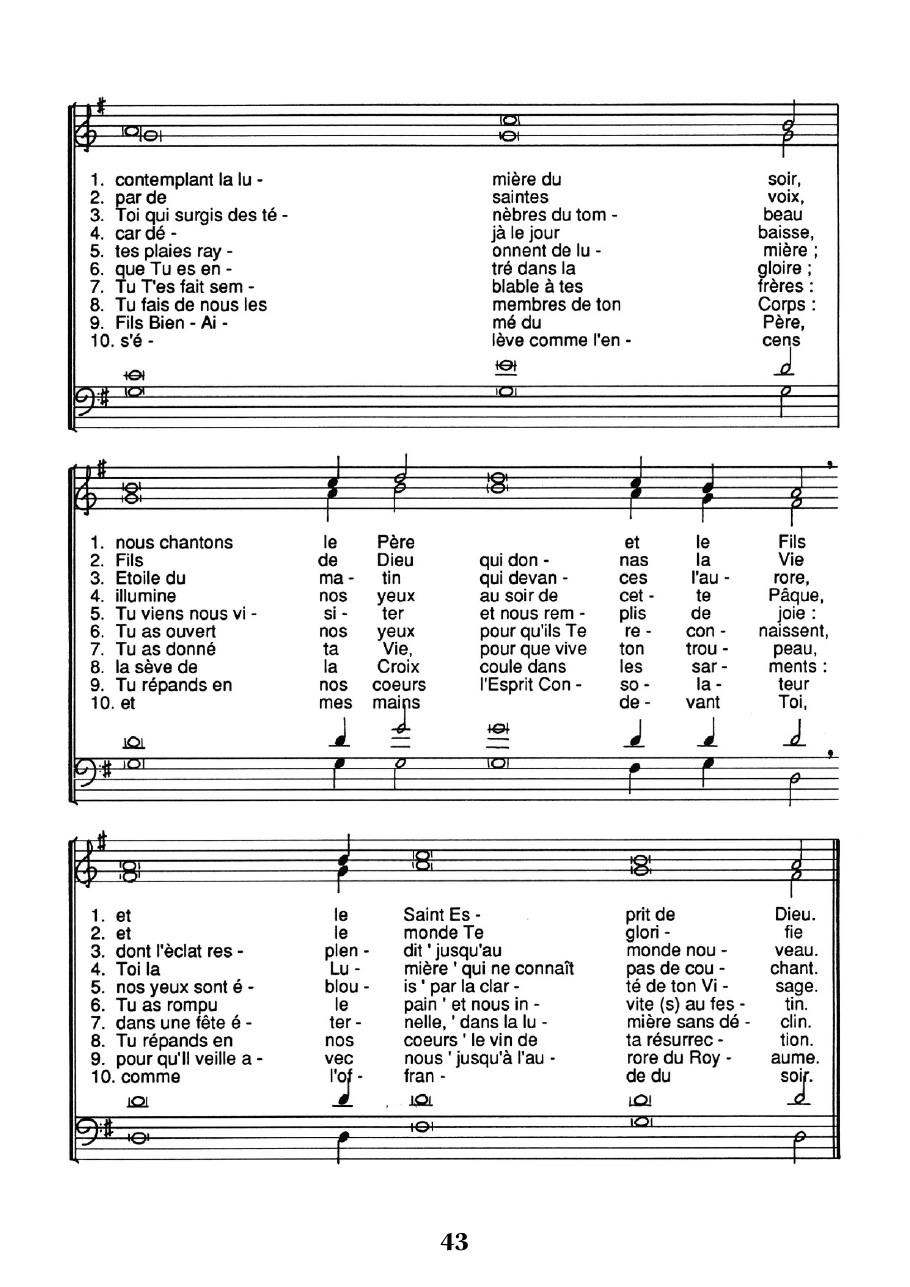 1. contemplant la lu - mière du soir,
2. par de saintes voix,
3. Toi qui surgis des té - nèbres du tom - beau
4. car dé - jà le jour baisse,
5. tes plaies ray - onnent de lu - mière ;
6. que Tu es en - tré dans la gloire ;
7. Tu T'es fait sem - blable à tes frères :
8. Tu fais de nous les membres de ton Corps :
9. Fils Bien - Ai - mé du Père,
10. s'é - lève comme l'en - cens
1. nous chantons le Père et le Fils
2. Fils de Dieu qui don - nas la Vie
3. Etoile du ma - tin qui devan - ces l'au - rore,
4. illumine nos yeux au soir de cet - te Pâque,
5. Tu viens nous vi - si - ter et nous rem - plis de joie :
6. Tu as ouvert nos yeux pour qu'ils Te re - con - naissent,
7. Tu as donné ta Vie, pour que vive ton trou - peau,
8. la sève de la Croix coule dans les sar - ments :
9. Tu répands en nos coeurs l'Esprit Con - so - la - teur
10. et mes mains de - vant Toi,
1. et le Saint Es - prit de Dieu.
2. et le monde Te glori - fie
3. dont l'èclat res - plen - dit ' jusqu'au monde nou - veau.
4. Toi la Lu - mière ' qui ne connaît pas de cou - chant.
5. nos yeux sont é - blou - is ' par la clar - té de ton Vi - sage.
6. Tu as rompu le pain ' et nous in - vite (s) au fes - tin.
7. dans une fête é - ter - nelle, ' dans la lu - mière sans dé - clin.
8. Tu répands en nos coeurs ' le vin de ta résurrec - tion.
9. pour qu'Il veille a - vec nous ' jusqu'à l'au - rore du Roy - aume.
10. comme l'of - fran - de du soir.
43